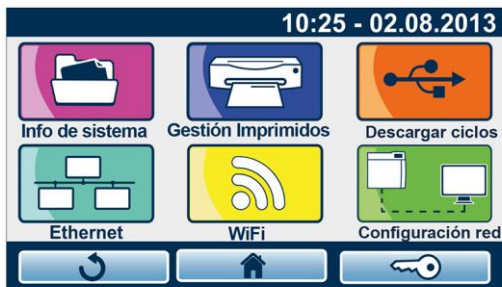 10:25 - 02.08.2013
Info de sistema
Gestión Imprimidos
Descargar ciclos
Ethernet
WiFi
Configuración red